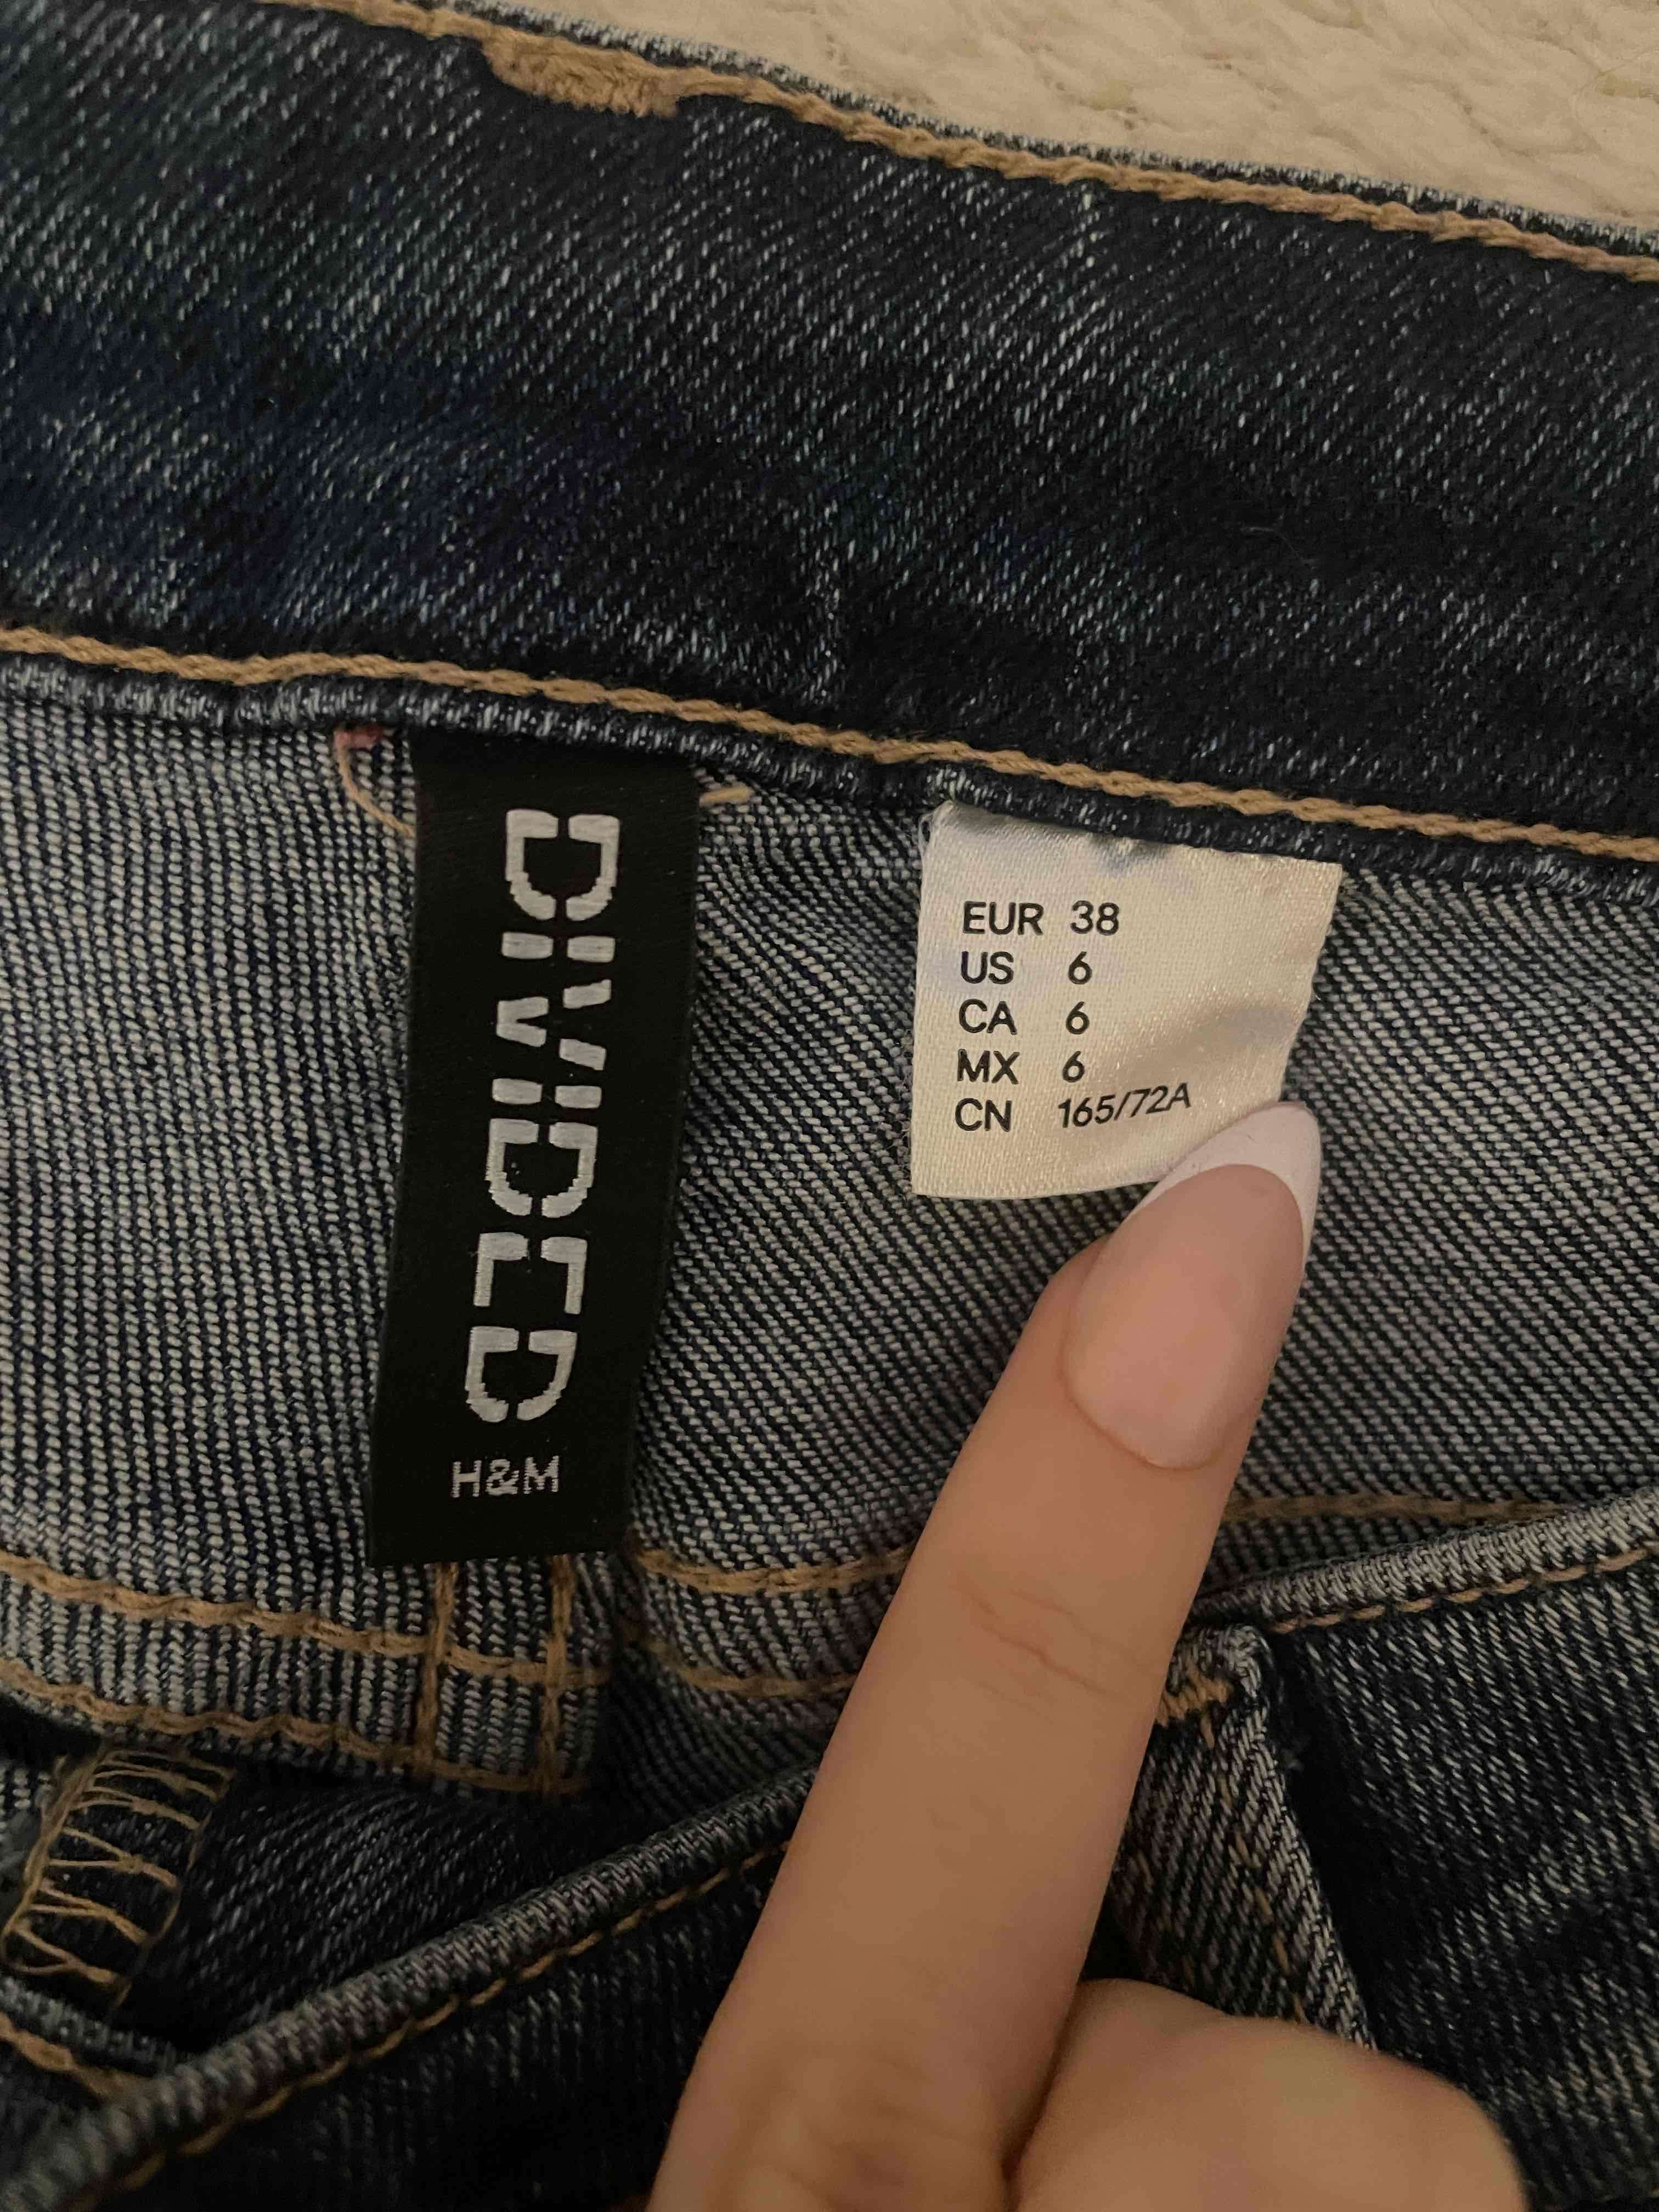 DIVIDED
H&M
EUR 38
US 6
CA 6
MX 6
CN 165/72A